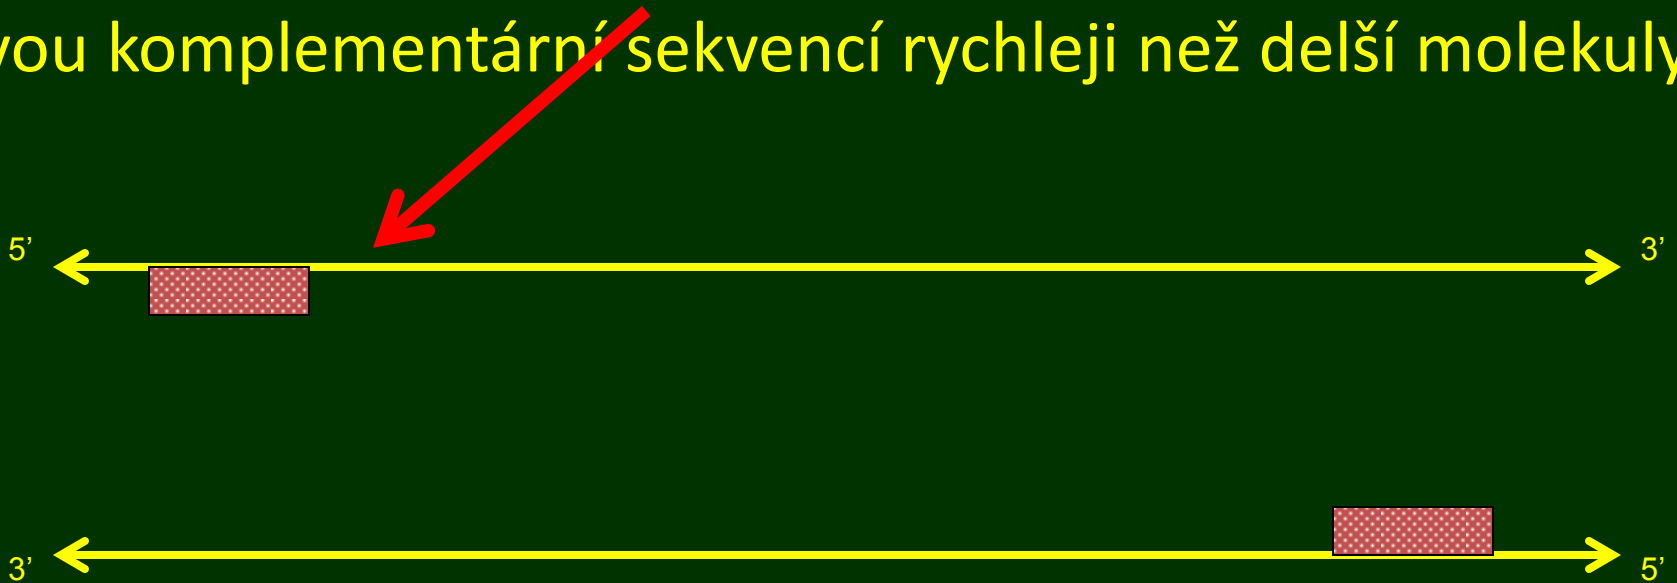 vou komplementární sekvencí rychleji než delší molekuly
5’ 3’
3’ 5’